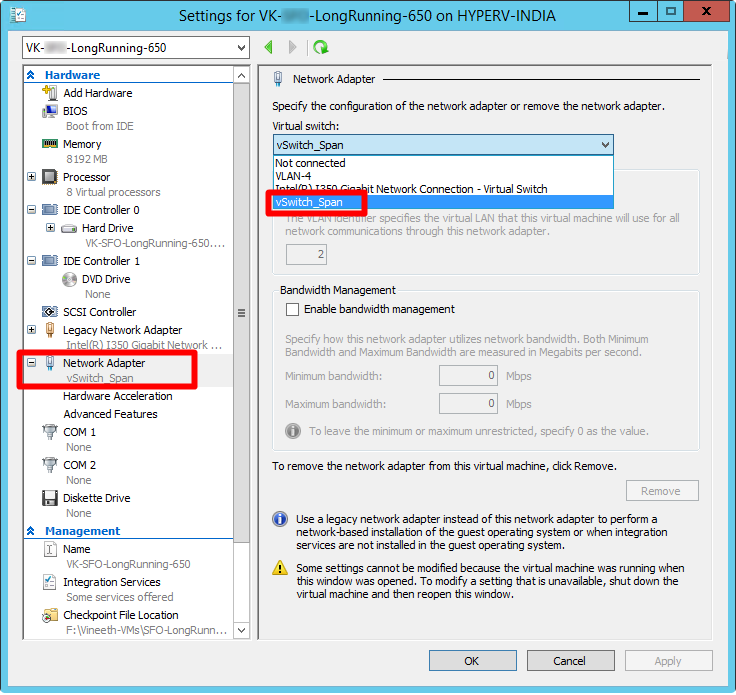 Settings for VK- -LongRunning-650 on HYPERV-INDIA
VK- -LongRunning-650
Hardware
Add Hardware
BIOS
Boot from IDE
Memory
8192 MB
Processor
8 Virtual processors
IDE Controller 0
Hard Drive
VK-SFO-LongRunning-650....
IDE Controller 1
DVD Drive
None
SCSI Controller
Legacy Network Adapter
Intel(R) I350 Gigabit Network ...
Network Adapter
vSwitch_Span
Hardware Acceleration
Advanced Features
COM 1
None
COM 2
None
Diskette Drive
None
Management
Name
VK-SFO-LongRunning-650
Integration Services
Some services offered
Checkpoint File Location
F:\Vineeth-VMs\SFO-LongRunn...
Network Adapter
Specify the configuration of the network adapter or remove the network adapter.
Virtual switch:
vSwitch_Span
Not connected
VLAN-4
Intel(R) I350 Gigabit Network Connection - Virtual Switch
vSwitch_Span
The VLAN identifier specifies the virtual LAN that this virtual machine will use for all
network communications through this network adapter.
2
Bandwidth Management
Enable bandwidth management
Specify how this network adapter utilizes network bandwidth. Both Minimum
Bandwidth and Maximum Bandwidth are measured in Megabits per second.
Minimum bandwidth: 0 Mbps
Maximum bandwidth: 0 Mbps
To leave the minimum or maximum unrestricted, specify 0 as the value.
To remove the network adapter from this virtual machine, click Remove.
Remove
Use a legacy network adapter instead of this network adapter to perform a
network-based installation of the guest operating system or when integration
services are not installed in the guest operating system.
Some settings cannot be modified because the virtual machine was running when
this window was opened. To modify a setting that is unavailable, shut down the
virtual machine and then reopen this window.
OK Cancel Apply